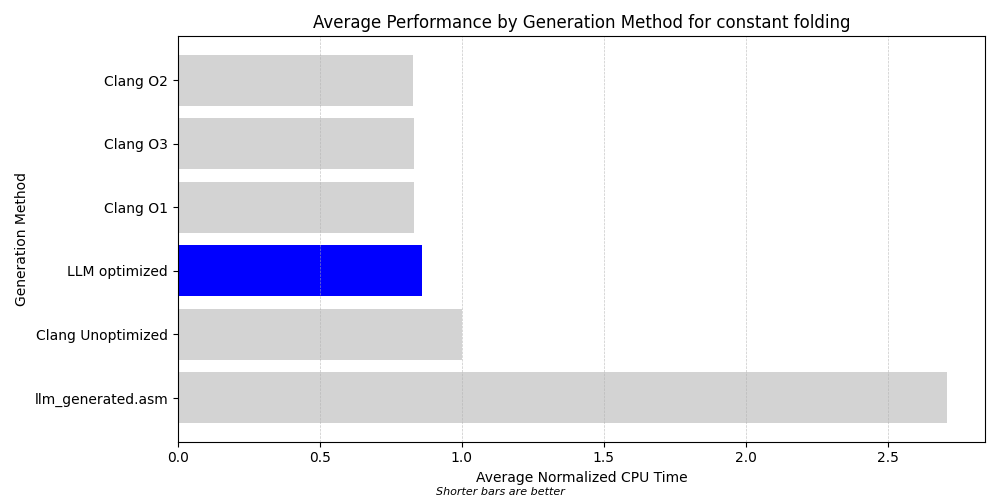 Average Performance by Generation Method for constant folding
Generation Method
Clang O2
Clang O3
Clang O1
LLM optimized
Clang Unoptimized
llm_generated.asm
0.0 0.5 1.0 1.5 2.0 2.5
Average Normalized CPU Time
Shorter bars are better